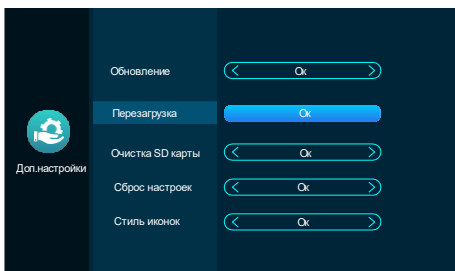 Обновление Ок
Перезагрузка Ок
Очистка SD карты Ок
Доп.настройки
Сброс настроек Ок
Стиль иконок Ок